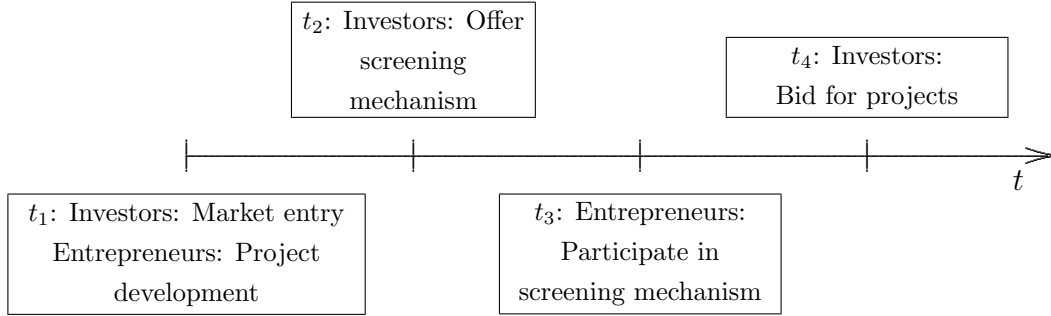 t₂: Investors: Offer
screening
mechanism
t₄: Investors:
Bid for projects
t
t₁: Investors: Market entry
Entrepreneurs: Project
development
t₃: Entrepreneurs:
Participate in
screening mechanism